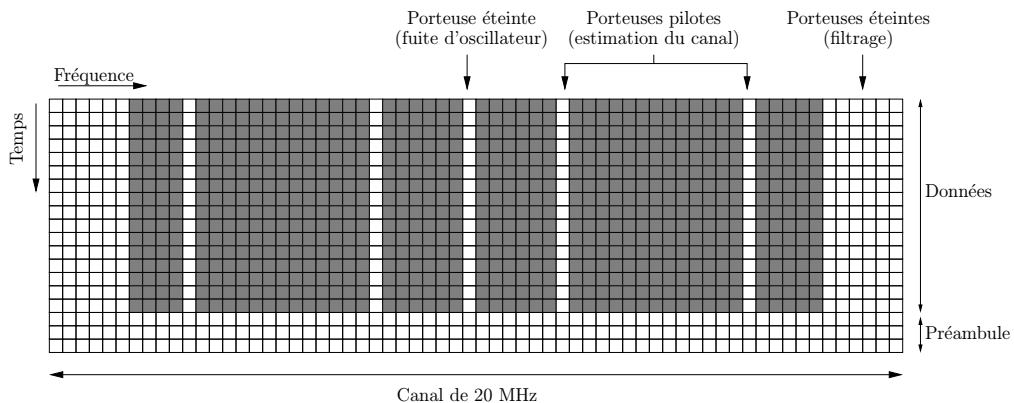 Porteuse éteinte
(fuite d'oscillateur)
Porteuses pilotes
(estimation du canal)
Porteuses éteintes
(filtrage)
Fréquence
Temps
Données
Préambule
Canal de 20 MHz